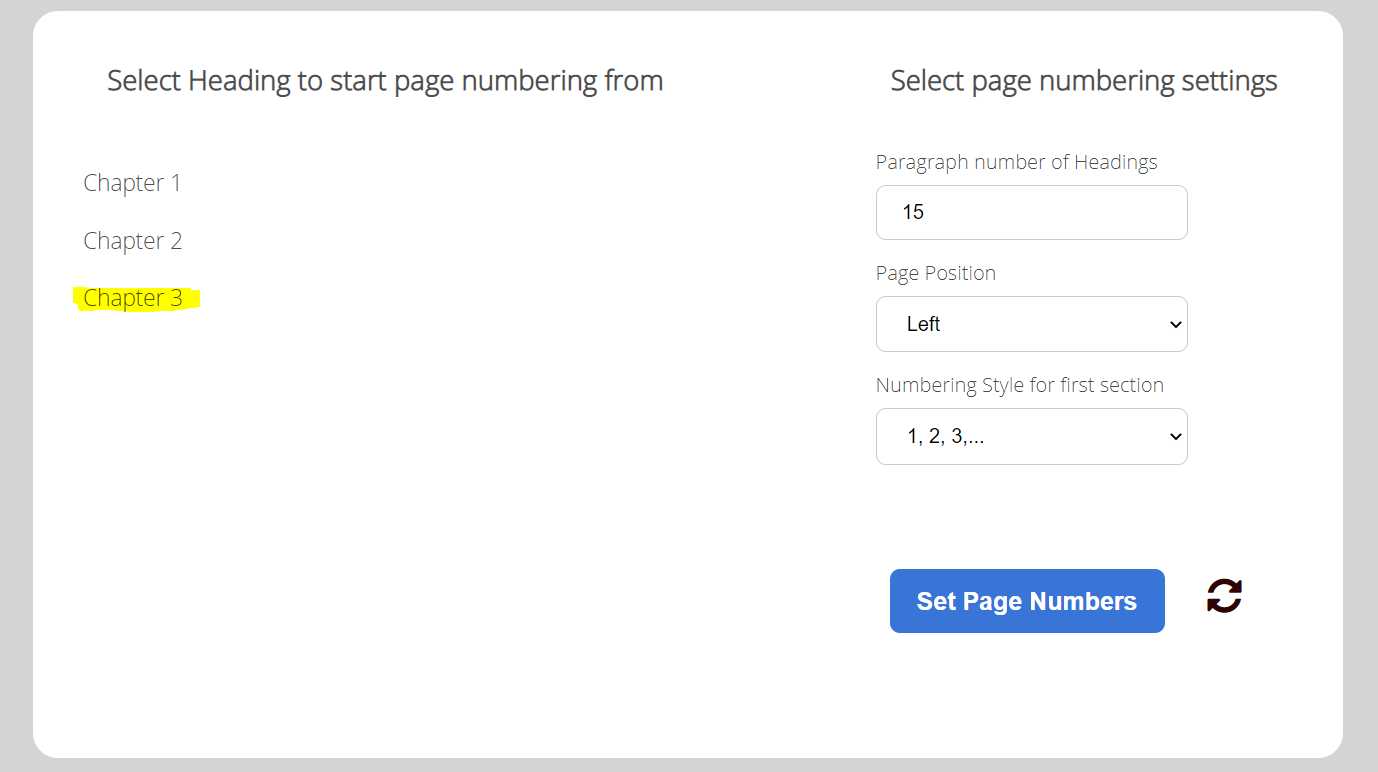 Select Heading to start page numbering from
Chapter 1
Chapter 2
Chapter 3
Select page numbering settings
Paragraph number of Headings
15
Page Position
Left
Numbering Style for first section
1, 2, 3,...
Set Page Numbers